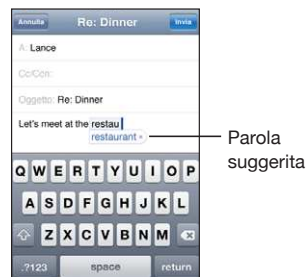 Annulla Re: Dinner Invia
A: Lance
Cc/Ccn:
Oggetto: Re: Dinner
Let's meet at the restau
restaurant ×
Parola
suggerita
Q W E R T Y U I O P
A S D F G H J K L
Z X C V B N M
.?123 space return